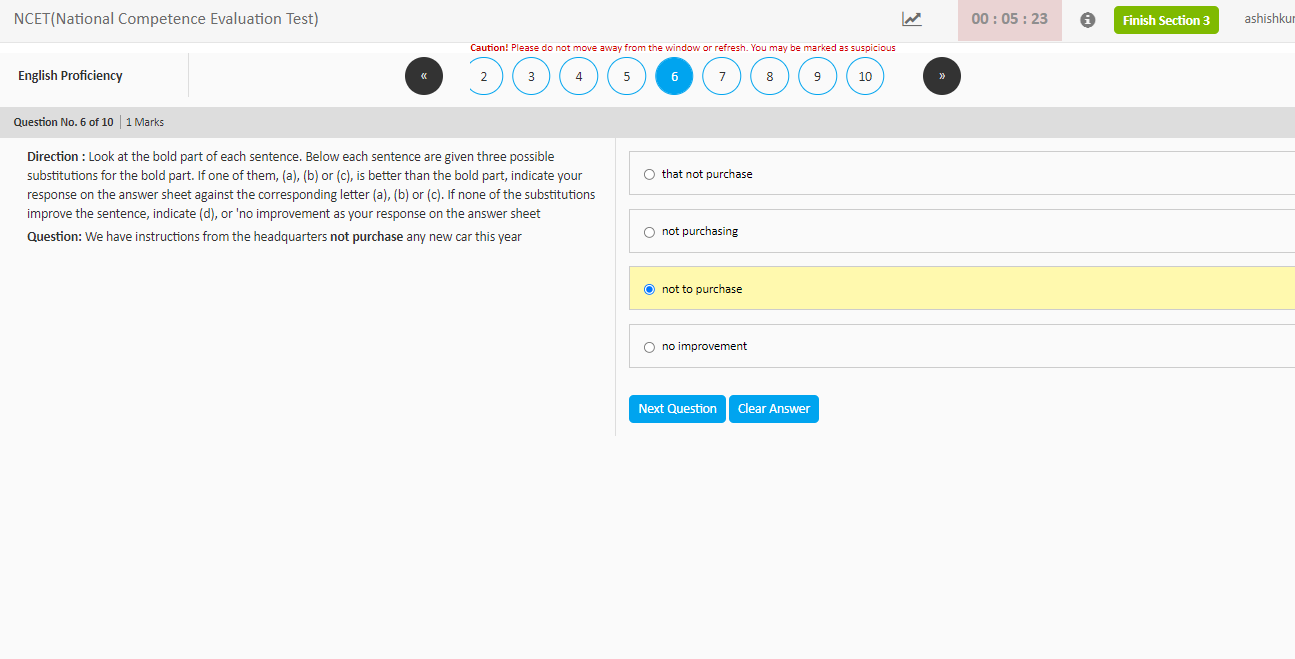 NCET(National Competence Evaluation Test)
00 : 05 : 23
Finish Section 3
ashishkur
Caution! Please do not move away from the window or refresh. You may be marked as suspicious
English Proficiency
«
2
3
4
5
6
7
8
9
10
»
Question No. 6 of 10
1 Marks
Direction : Look at the bold part of each sentence. Below each sentence are given three possible
substitutions for the bold part. If one of them, (a), (b) or (c), is better than the bold part, indicate your
response on the answer sheet against the corresponding letter (a), (b) or (c). If none of the substitutions
improve the sentence, indicate (d), or 'no improvement as your response on the answer sheet
Question: We have instructions from the headquarters not purchase any new car this year
that not purchase
not purchasing
not to purchase
no improvement
Next Question
Clear Answer